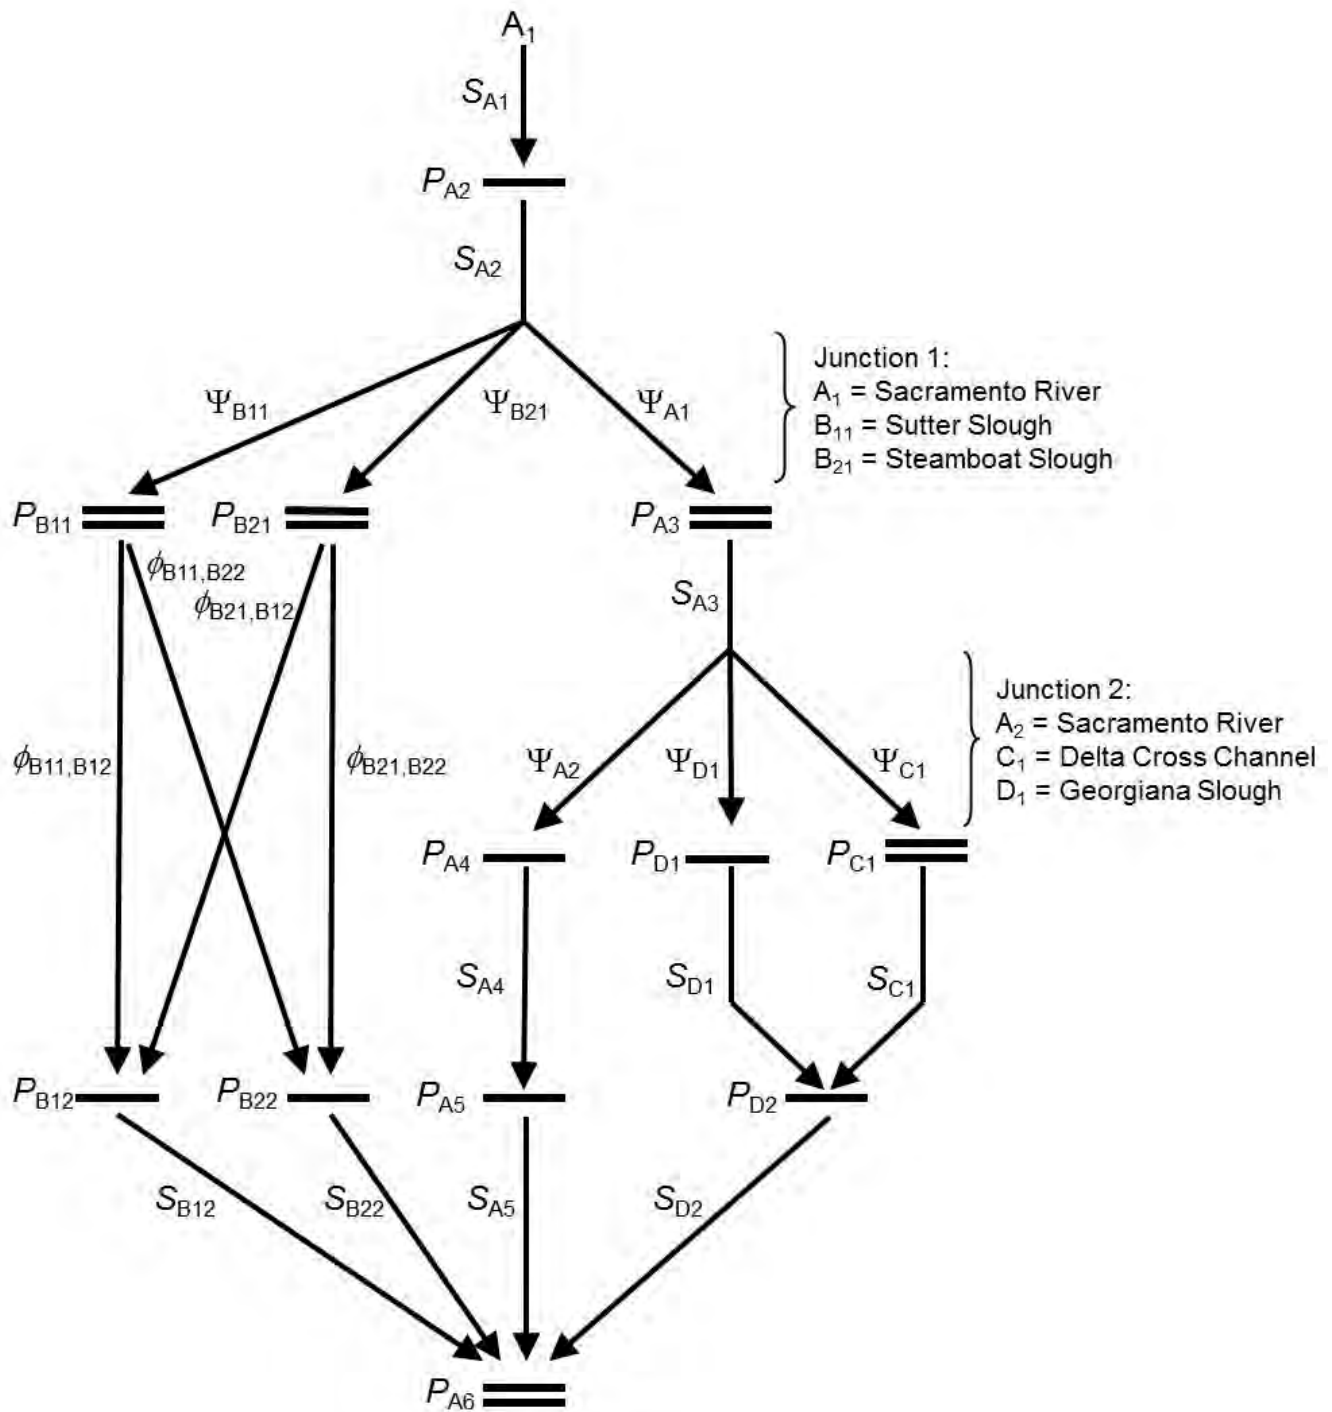 A1
SA1
PA2
SA2
ΨB11
ΨB21
ΨA1
Junction 1:
A1 = Sacramento River
B11 = Sutter Slough
B21 = Steamboat Slough
PB11
PB21
PA3
ϕB11,B22
ϕB21,B12
SA3
Junction 2:
A2 = Sacramento River
C1 = Delta Cross Channel
D1 = Georgiana Slough
ϕB11,B12
ϕB21,B22
ΨA2
ΨD1
ΨC1
PA4
PD1
PC1
SA4
SD1
SC1
PB12
PB22
PA5
PD2
SB12
SB22
SA5
SD2
PA6